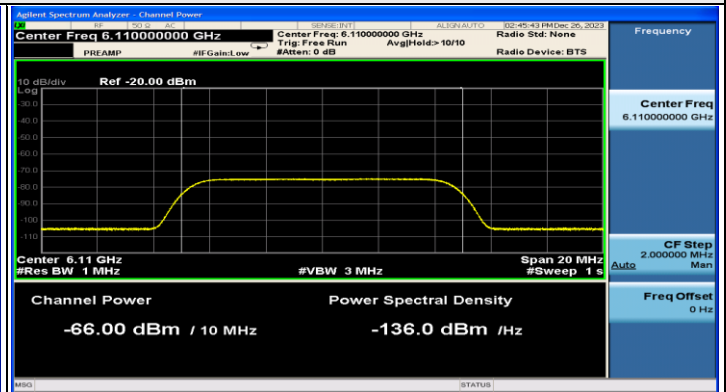 Agilent Spectrum Analyzer - Channel Power
RF 50 Ω AC SENSE:INT ALIGN AUTO 02:45:43 PM Dec 26, 2023
Center Freq 6.110000000 GHz
Center Freq: 6.110000000 GHz
Radio Std: None
Trig: Free Run Avg|Hold:> 10/10
PREAMP #IFGain:Low #Atten: 0 dB Radio Device: BTS
Frequency
10 dB/div Ref -20.00 dBm
Log
-30.0
-40.0
-50.0
-60.0
-70.0
-80.0
-90.0
-100
-110
Center 6.11 GHz Span 20 MHz
#Res BW 1 MHz #VBW 3 MHz #Sweep 1 s
Channel Power Power Spectral Density
-66.00 dBm / 10 MHz -136.0 dBm /Hz
Center Freq
6.110000000 GHz
CF Step
2.000000 MHz
Auto Man
Freq Offset
0 Hz
MSG STATUS